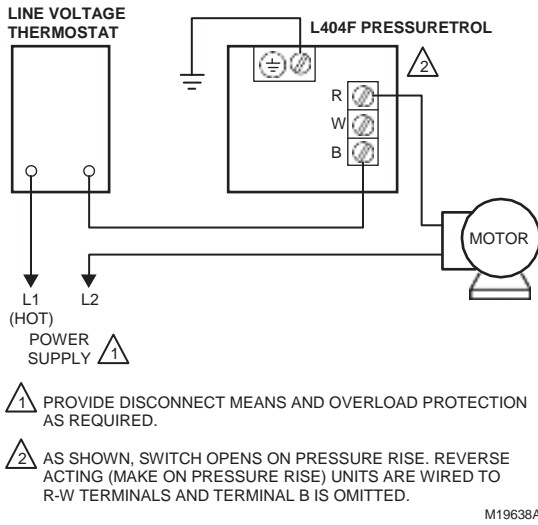 LINE VOLTAGE
THERMOSTAT
L404F PRESSURETROL
2
R
W
B
MOTOR
L1
(HOT)
L2
POWER
SUPPLY 1
1 PROVIDE DISCONNECT MEANS AND OVERLOAD PROTECTION
AS REQUIRED.
2 AS SHOWN, SWITCH OPENS ON PRESSURE RISE. REVERSE
ACTING (MAKE ON PRESSURE RISE) UNITS ARE WIRED TO
R-W TERMINALS AND TERMINAL B IS OMITTED.
M19638A